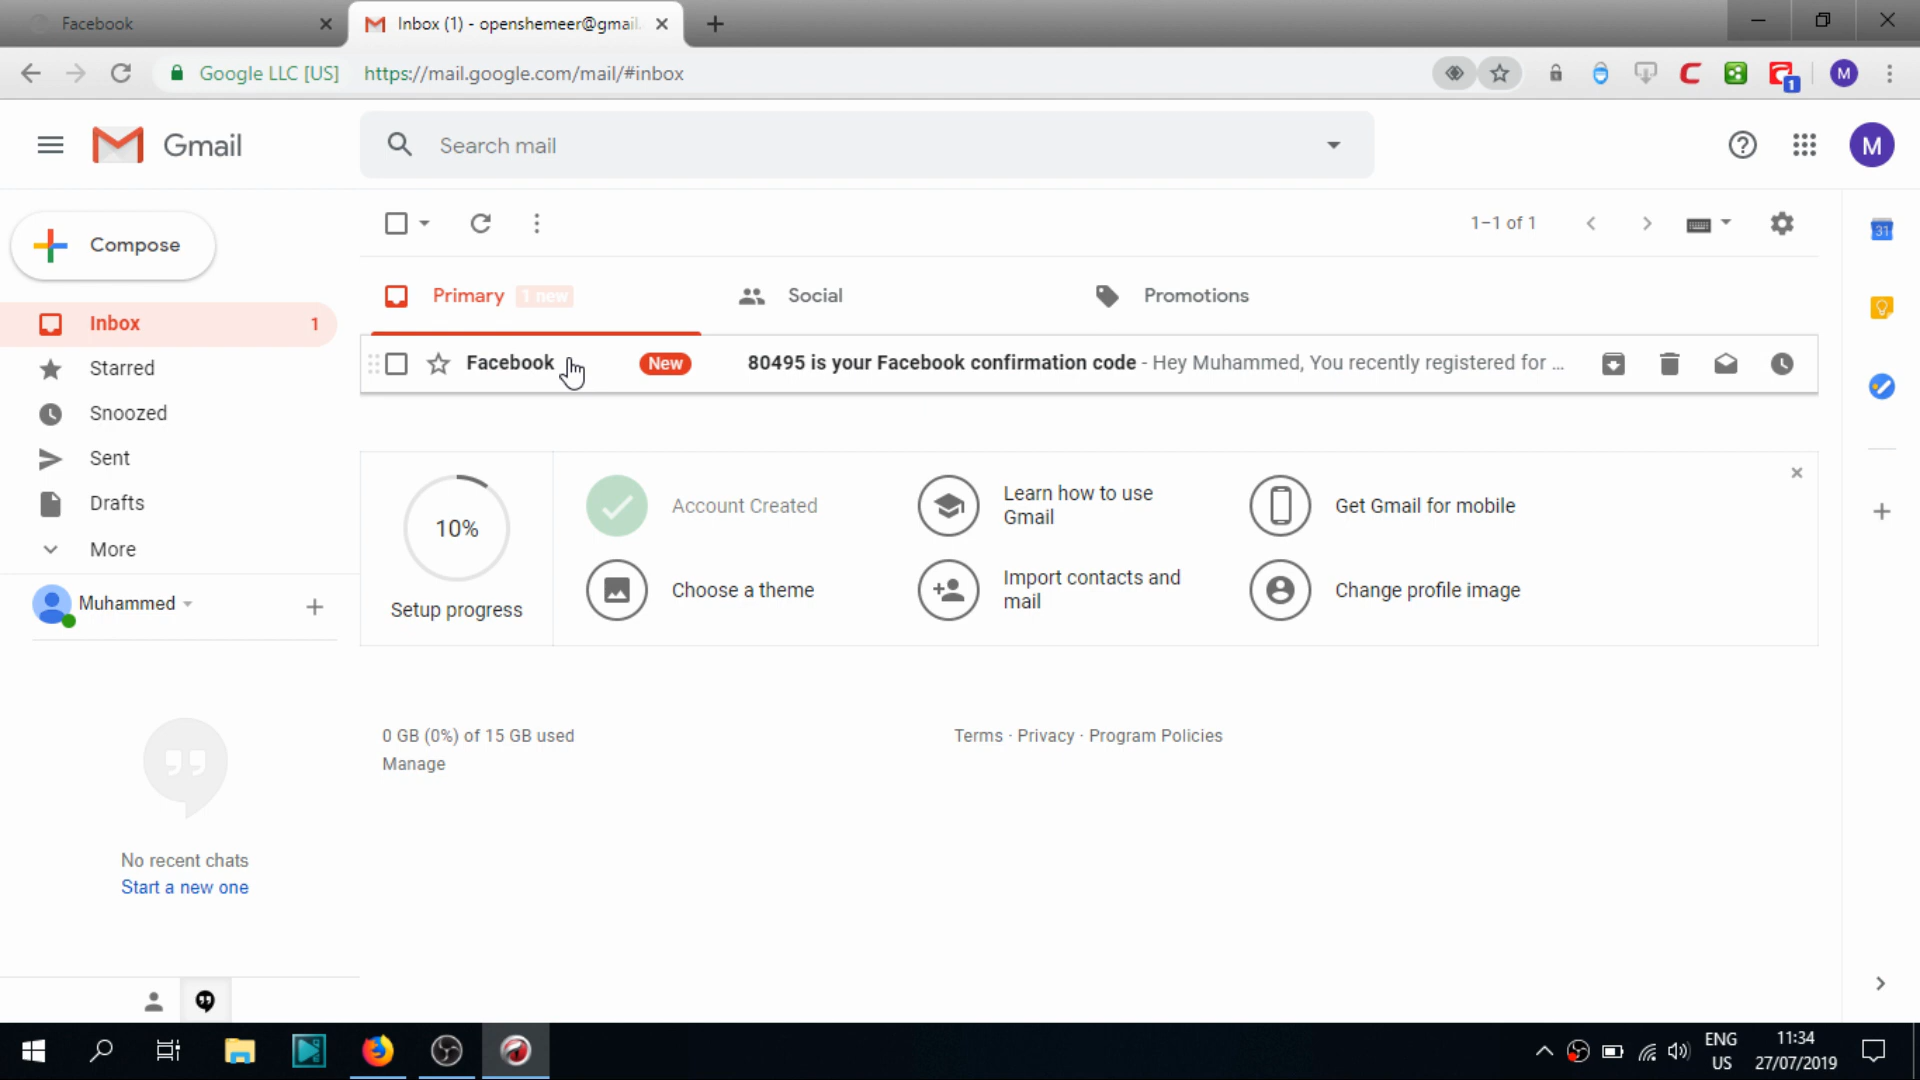 Facebook
Inbox (1) - openshemeer@gmail.
Google LLC [US]
https://mail.google.com/mail/#inbox
1
M
Gmail
Search mail
M
Compose
1–1 of 1
31
Primary 1 new
Social
Promotions
Inbox 1
Starred
Snoozed
Sent
Drafts
More
Facebook New 80495 is your Facebook confirmation code - Hey Muhammed, You recently registered for ...
10%
Setup progress
Account Created
Learn how to use
Gmail
Get Gmail for mobile
Choose a theme
Import contacts and
mail
Change profile image
Muhammed
0 GB (0%) of 15 GB used
Manage
Terms · Privacy · Program Policies
No recent chats
Start a new one
ENG
US
11:34
27/07/2019